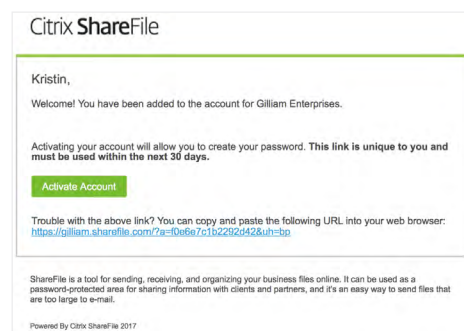 Citrix ShareFile
Kristin,
Welcome! You have been added to the account for Gilliam Enterprises.
Activating your account will allow you to create your password. This link is unique to you and
must be used within the next 30 days.
Activate Account
Trouble with the above link? You can copy and paste the following URL into your web browser:
https://gilliam.sharefile.com/?a=f0e6e7c1b2292d42&uh=bp
ShareFile is a tool for sending, receiving, and organizing your business files online. It can be used as a
password-protected area for sharing information with clients and partners, and it's an easy way to send files that
are too large to e-mail.
Powered By Citrix ShareFile 2017